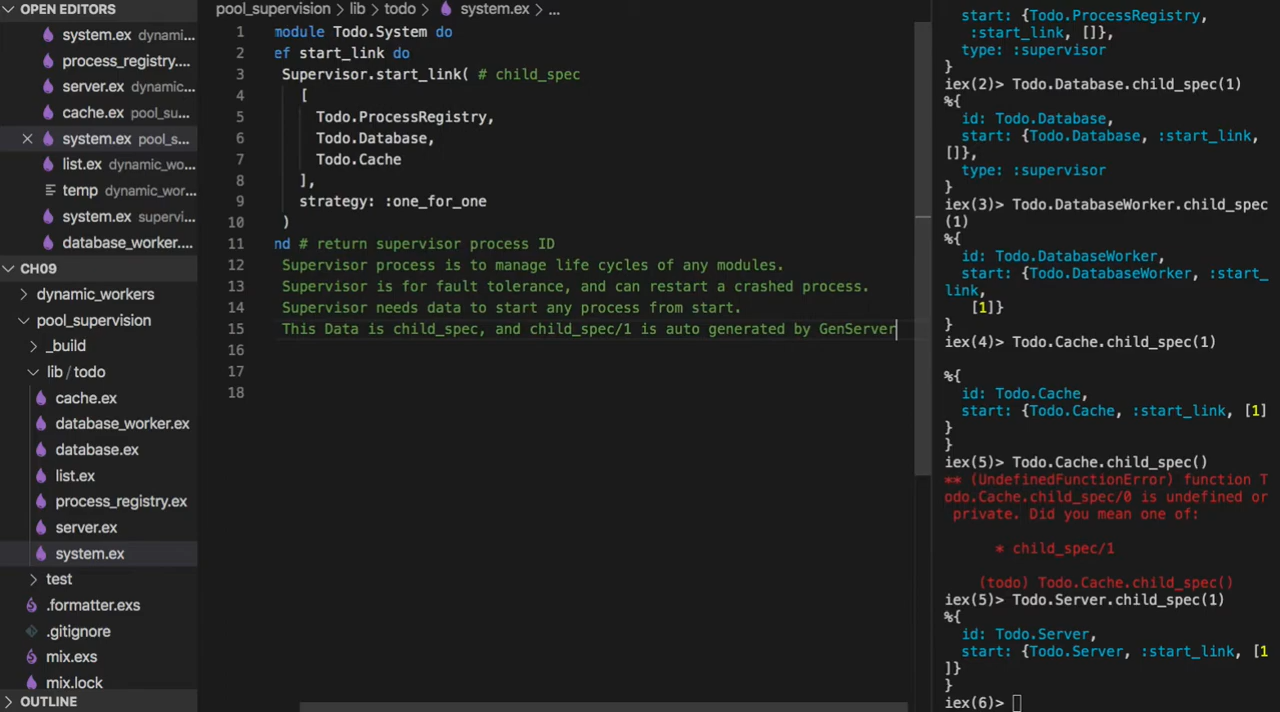 OPEN EDITORS
system.ex dynami...
process_registry....
server.ex dynamic...
cache.ex pool_su...
system.ex pool_s...
list.ex dynamic_wo...
temp dynamic_wor...
system.ex supervi...
database_worker....
CH09
dynamic_workers
pool_supervision
_build
lib / todo
cache.ex
database_worker.ex
database.ex
list.ex
process_registry.ex
server.ex
system.ex
test
.formatter.exs
.gitignore
mix.exs
mix.lock
OUTLINE
pool_supervision > lib > todo > system.ex > ...
1 module Todo.System do
2 ef start_link do
3 Supervisor.start_link( # child_spec
4 [
5 Todo.ProcessRegistry,
6 Todo.Database,
7 Todo.Cache
8 ],
9 strategy: :one_for_one
10 )
11 nd # return supervisor process ID
12 Supervisor process is to manage life cycles of any modules.
13 Supervisor is for fault tolerance, and can restart a crashed process.
14 Supervisor needs data to start any process from start.
15 This Data is child_spec, and child_spec/1 is auto generated by GenServer
16
17
18
start: {Todo.ProcessRegistry,
:start_link, []},
type: :supervisor
}
iex(2)> Todo.Database.child_spec(1)
%{
id: Todo.Database,
start: {Todo.Database, :start_link,
[]},
type: :supervisor
}
iex(3)> Todo.DatabaseWorker.child_spec
(1)
%{
id: Todo.DatabaseWorker,
start: {Todo.DatabaseWorker, :start_
link,
[1]}
}
iex(4)> Todo.Cache.child_spec(1)
%{
id: Todo.Cache,
start: {Todo.Cache, :start_link, [1]
}
}
iex(5)> Todo.Cache.child_spec()
** (UndefinedFunctionError) function T
odo.Cache.child_spec/0 is undefined or
private. Did you mean one of:
* child_spec/1
(todo) Todo.Cache.child_spec()
iex(5)> Todo.Server.child_spec(1)
%{
id: Todo.Server,
start: {Todo.Server, :start_link, [1
]}
}
iex(6)>